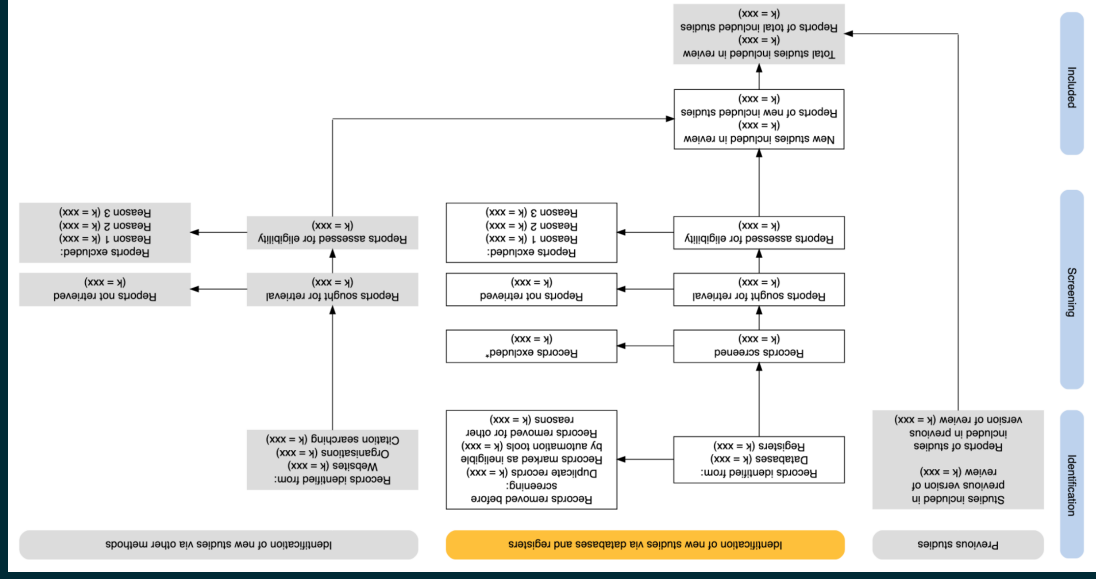 Previous studies
Identification of new studies via databases and registers
Identification of new studies via other methods
Identification
Studies included in
previous version of
review (k = xxx)
Reports of studies
included in previous
version of review (k = xxx)
Records identified from:
Databases (k = xxx)
Registers (k = xxx)
Records removed before
screening:
Duplicate records (k = xxx)
Records marked as ineligible
by automation tools (k = xxx)
Records removed for other
reasons (k = xxx)
Records identified from:
Websites (k = xxx)
Organisations (k = xxx)
Citation searching (k = xxx)
Screening
Records screened
(k = xxx)
Records excluded*
(k = xxx)
Reports sought for retrieval
(k = xxx)
Reports not retrieved
(k = xxx)
Reports sought for retrieval
(k = xxx)
Reports not retrieved
(k = xxx)
Reports assessed for eligibility
(k = xxx)
Reports excluded:
Reason 1 (k = xxx)
Reason 2 (k = xxx)
Reason 3 (k = xxx)
Reports assessed for eligibility
(k = xxx)
Reports excluded:
Reason 1 (k = xxx)
Reason 2 (k = xxx)
Reason 3 (k = xxx)
Included
New studies included in review
(k = xxx)
Reports of new included studies
(k = xxx)
Total studies included in review
(k = xxx)
Reports of total included studies
(k = xxx)